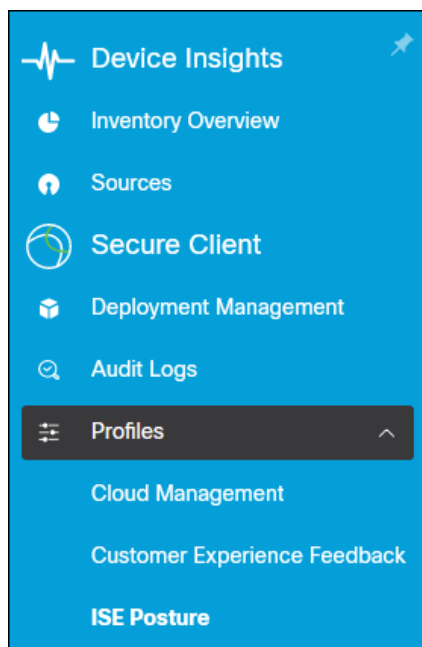 Device Insights
Inventory Overview
Sources
Secure Client
Deployment Management
Audit Logs
Profiles
Cloud Management
Customer Experience Feedback
ISE Posture